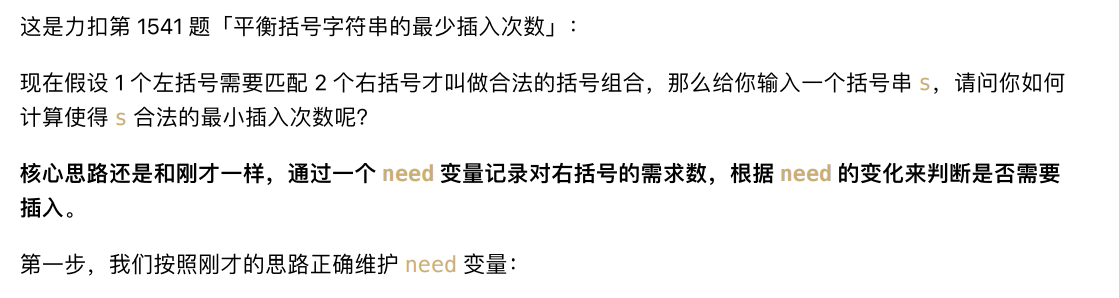 这是力扣第 1541 题「平衡括号字符串的最少插入次数」：
现在假设 1 个左括号需要匹配 2 个右括号才叫做合法的括号组合，那么给你输入一个括号串 s，请问你如何
计算使得 s 合法的最小插入次数呢？
核心思路还是和刚才一样，通过一个 need 变量记录对右括号的需求数，根据 need 的变化来判断是否需要
插入。
第一步，我们按照刚才的思路正确维护 need 变量：